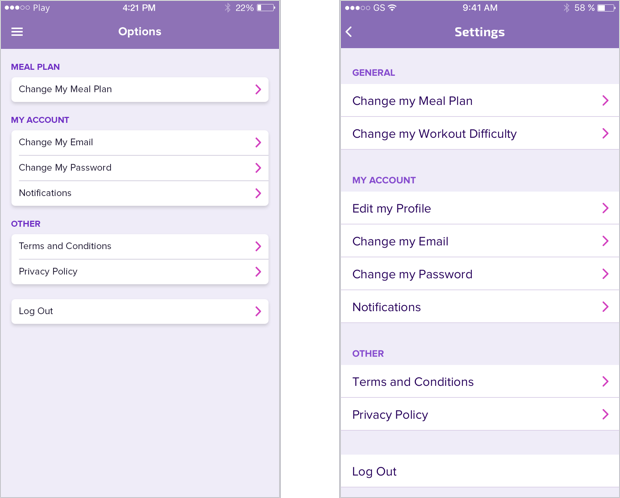 Play 4:21 PM 22%
Options
MEAL PLAN
Change My Meal Plan
MY ACCOUNT
Change My Email
Change My Password
Notifications
OTHER
Terms and Conditions
Privacy Policy
Log Out
GS 9:41 AM 58 %
Settings
GENERAL
Change my Meal Plan
Change my Workout Difficulty
MY ACCOUNT
Edit my Profile
Change my Email
Change my Password
Notifications
OTHER
Terms and Conditions
Privacy Policy
Log Out